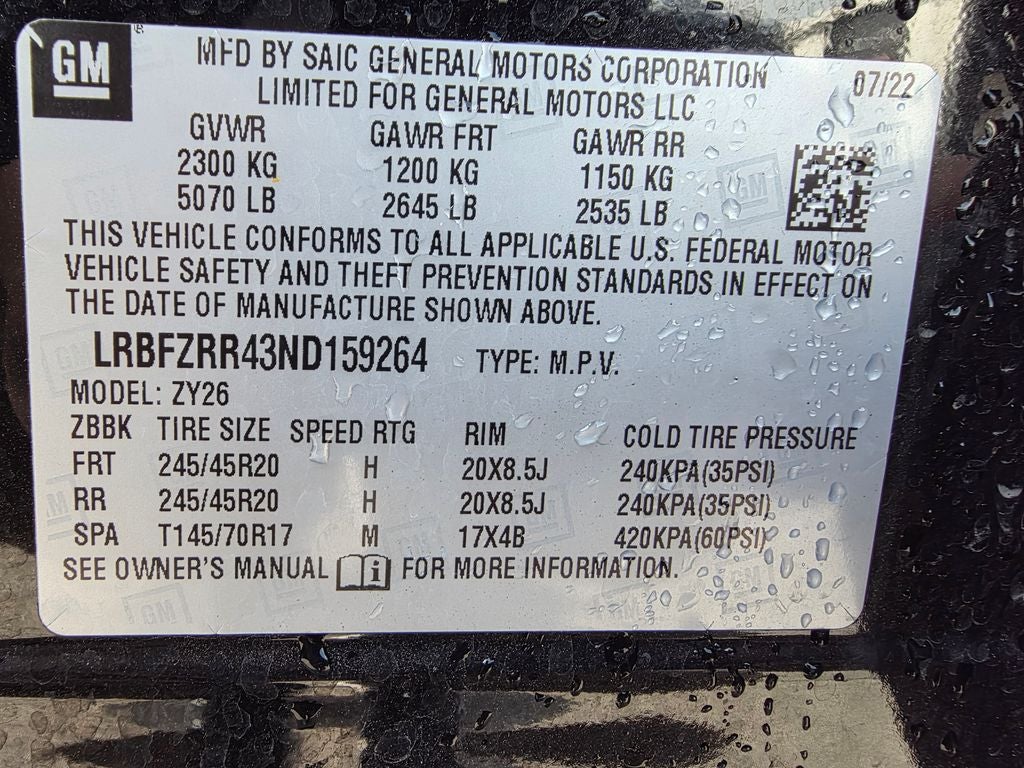 GM
MFD BY SAIC GENERAL MOTORS CORPORATION
LIMITED FOR GENERAL MOTORS LLC
07/22
GVWR GAWR FRT GAWR RR
2300 KG 1200 KG 1150 KG
5070 LB 2645 LB 2535 LB
THIS VEHICLE CONFORMS TO ALL APPLICABLE U.S. FEDERAL MOTOR
VEHICLE SAFETY AND THEFT PREVENTION STANDARDS IN EFFECT ON
THE DATE OF MANUFACTURE SHOWN ABOVE.
LRBFZRR43ND159264 TYPE: M.P.V.
MODEL: ZY26
ZBBK TIRE SIZE SPEED RTG RIM COLD TIRE PRESSURE
FRT 245/45R20 H 20X8.5J 240KPA(35PSI)
RR 245/45R20 H 20X8.5J 240KPA(35PSI)
SPA T145/70R17 M 17X4B 420KPA(60PSI)
SEE OWNER'S MANUAL i FOR MORE INFORMATION.